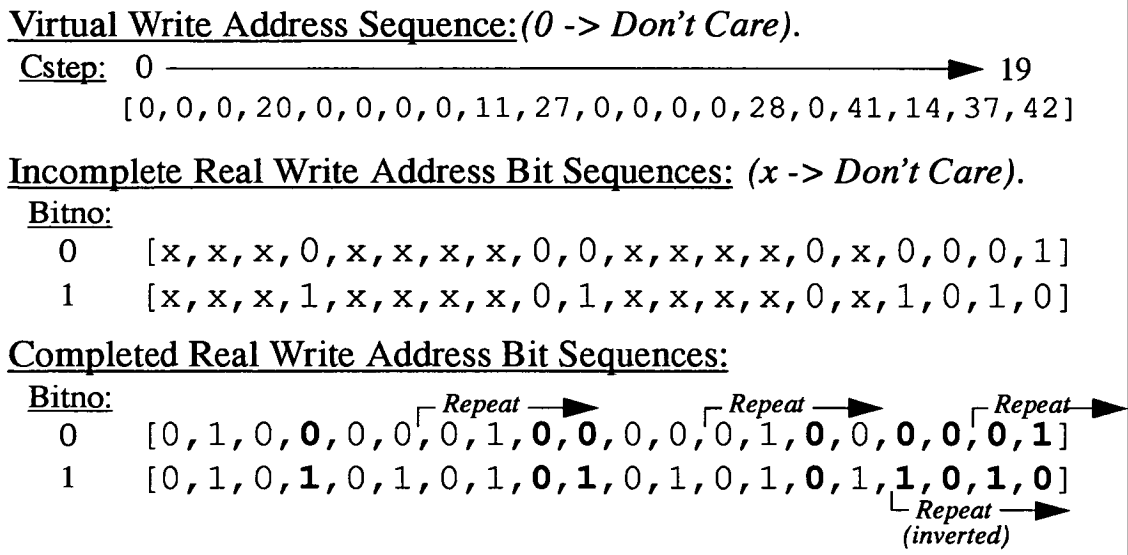 Virtual Write Address Sequence: (0 -> Don't Care).
Cstep: 0 19
[0,0,0,20,0,0,0,0,11,27,0,0,0,0,28,0,41,14,37,42]
Incomplete Real Write Address Bit Sequences: (x -> Don't Care).
Bitno:
0 [x,x,x,0,x,x,x,x,0,0,x,x,x,x,0,x,0,0,0,1]
1 [x,x,x,1,x,x,x,x,0,1,x,x,x,x,0,x,1,0,1,0]
Completed Real Write Address Bit Sequences:
Bitno: Repeat Repeat Repeat
0 [0,1,0,0,0,0,0,1,0,0,0,0,0,1,0,0,0,0,0,1]
1 [0,1,0,1,0,1,0,1,0,1,0,1,0,1,0,1,1,0,1,0]
Repeat
(inverted)